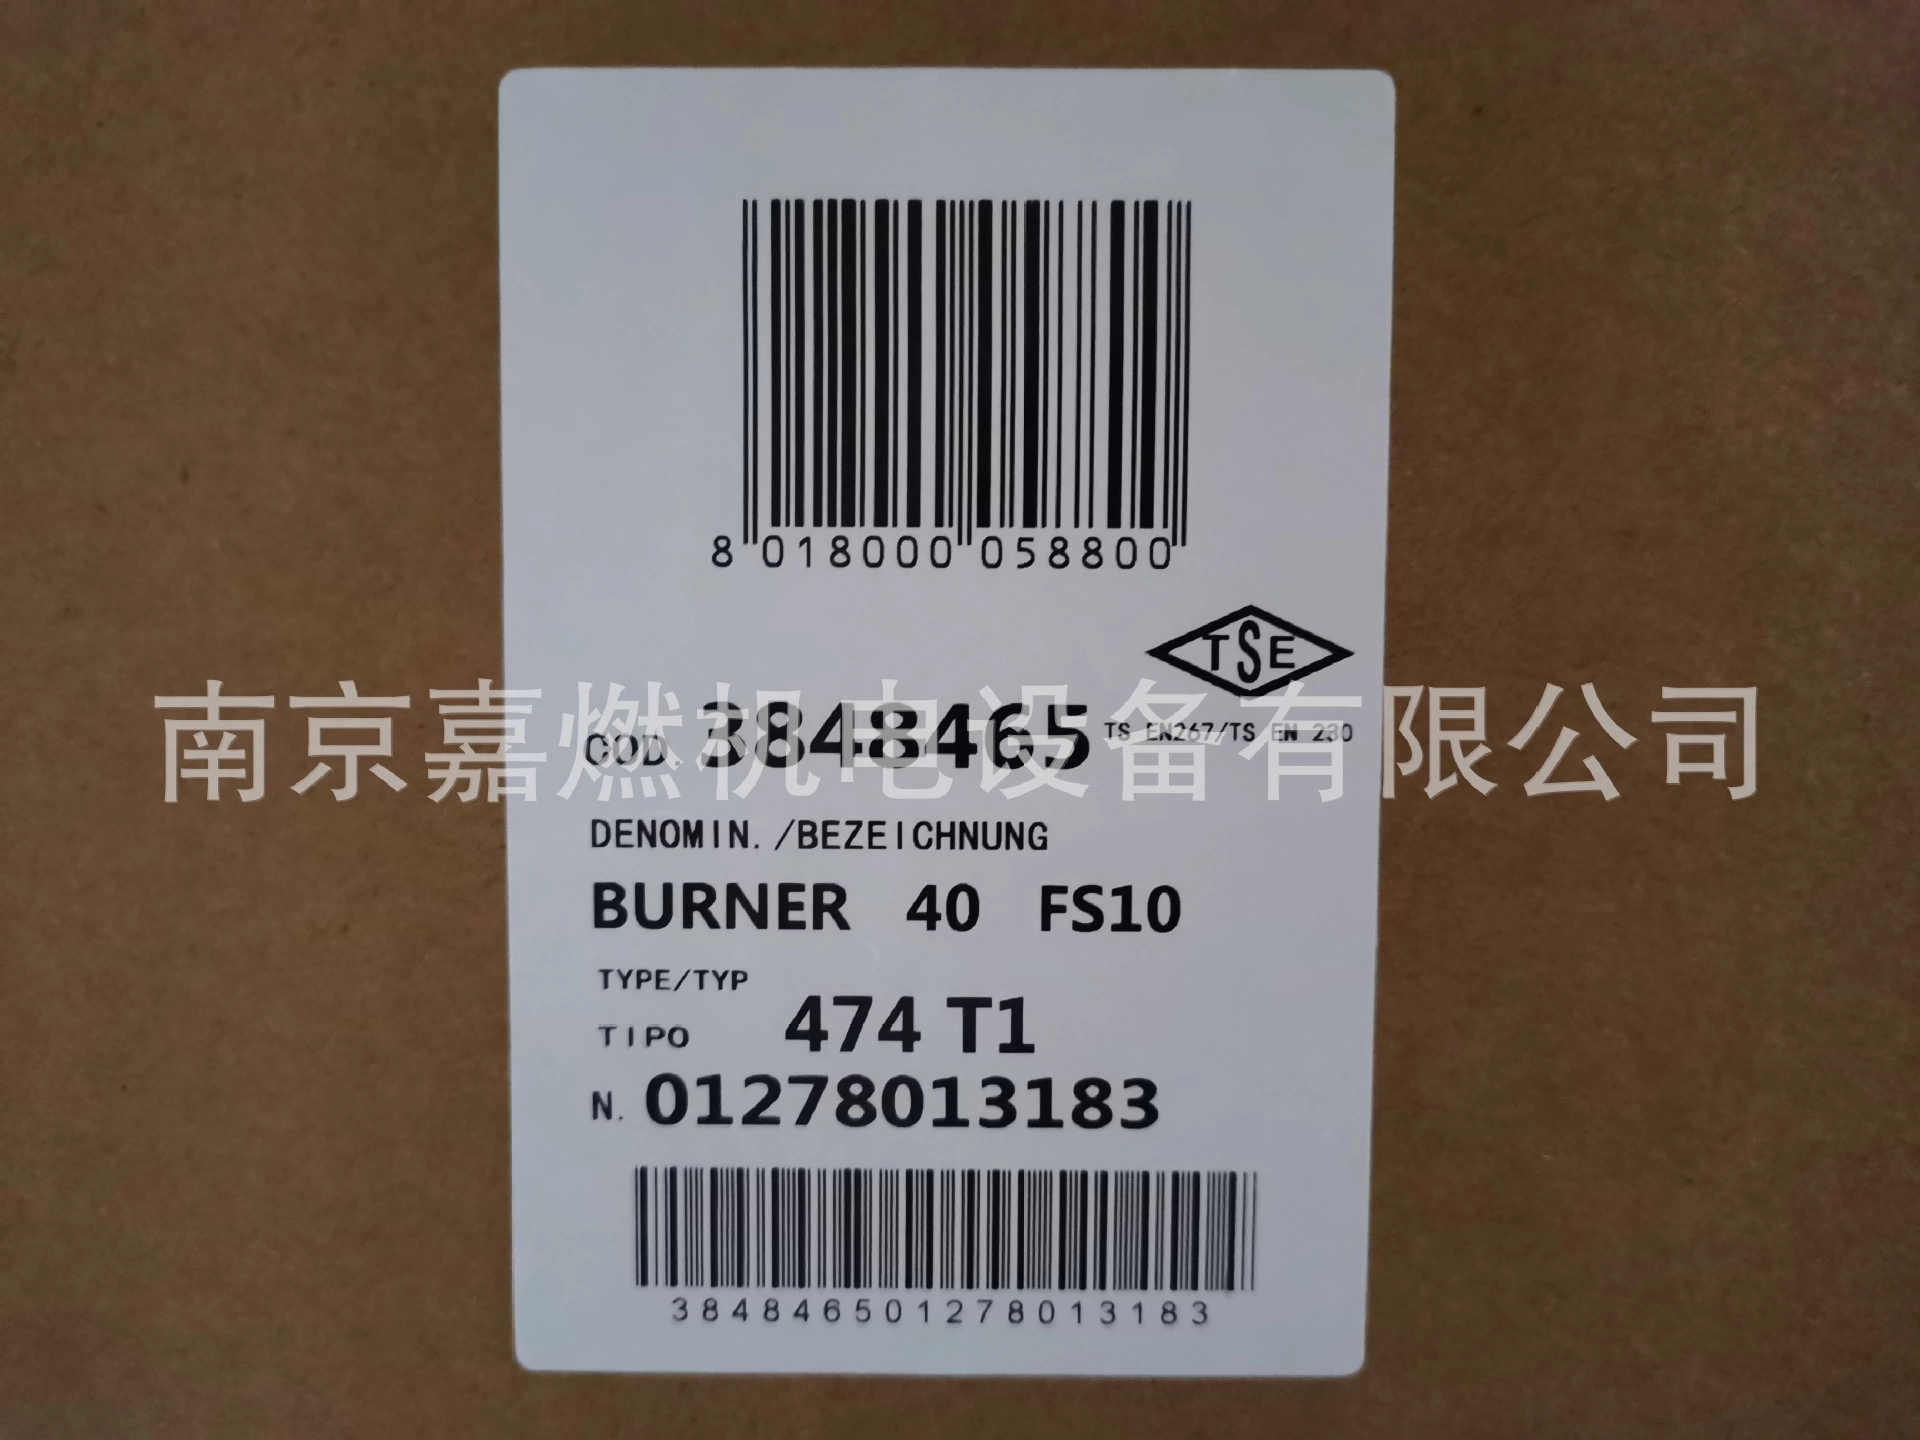 8 018000 058800
TSE
COD. 3848465 TS EN267/TS EN 230
南京嘉燃机电设备有限公司
DENOMIN./BEZEICHNUNG
BURNER 40 FS10
TYPE/TYP
TIPO 474 T1
N. 01278013183
384846501278013183